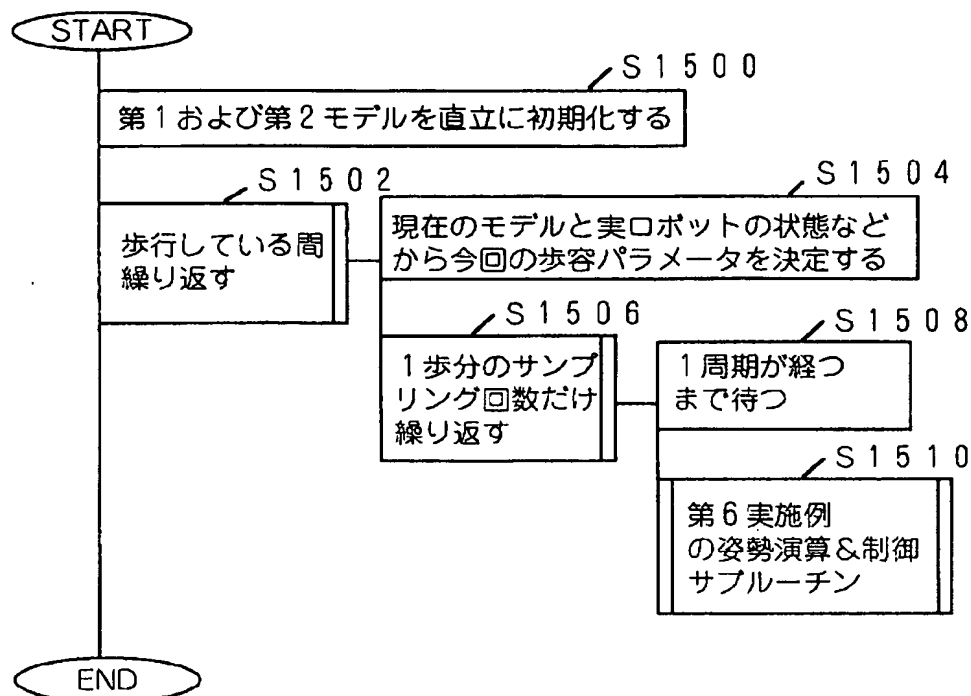 START
S1500
第1および第2モデルを直立に初期化する
S1502
歩行している間
繰り返す
S1504
現在のモデルと実ロボットの状態など
から今回の歩容パラメータを決定する
S1506
1歩分のサンプ
リング回数だけ
繰り返す
S1508
1周期が経つ
まで待つ
S1510
第6実施例
の姿勢演算&制御
サブルーチン
END